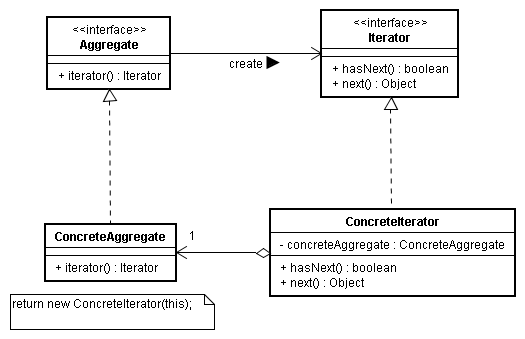 <<interface>>
Aggregate
+ iterator() : Iterator
create
<<interface>>
Iterator
+ hasNext() : boolean
+ next() : Object
ConcreteAggregate
+ iterator() : Iterator
1
ConcreteIterator
- concreteAggregate : ConcreteAggregate
+ hasNext() : boolean
+ next() : Object
return new ConcreteIterator(this);